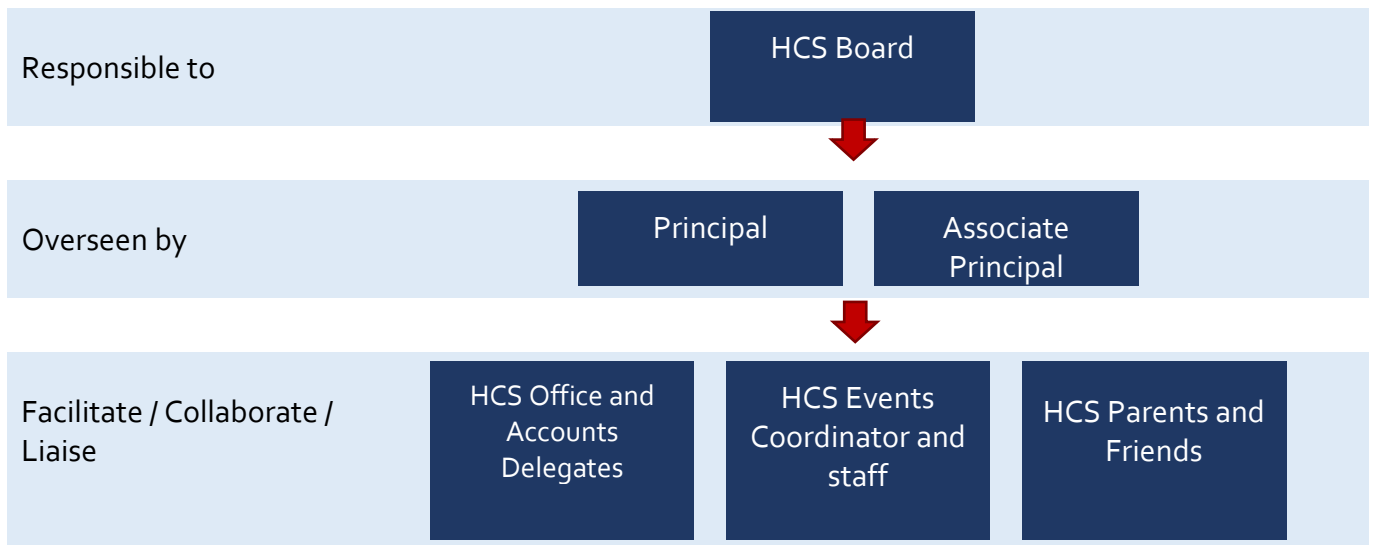 Responsible to
HCS Board
Overseen by
Principal
Associate
Principal
Facilitate / Collaborate /
Liaise
HCS Office and
Accounts
Delegates
HCS Events
Coordinator and
staff
HCS Parents and
Friends